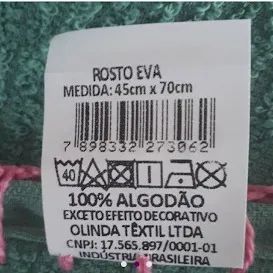 ROSTO EVA
MEDIDA: 45cm x 70cm
7 898332 273062
40
100% ALGODÃO
EXCETO EFEITO DECORATIVO
OLINDA TÊXTIL LTDA
CNPJ: 17.565.897/0001-01
INDÚSTRIA BRASILEIRA